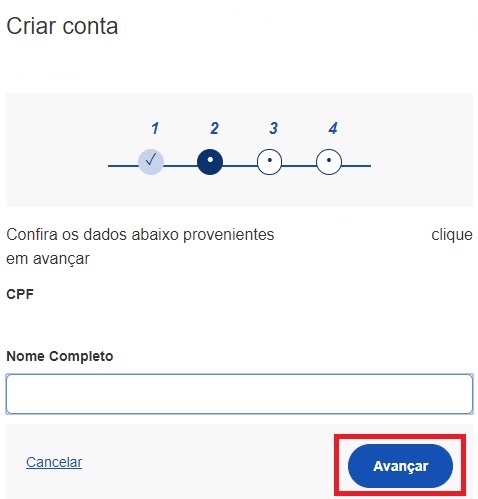 Criar conta
1 2 3 4
Confira os dados abaixo provenientes clique
em avançar
CPF
Nome Completo
Cancelar
Avançar